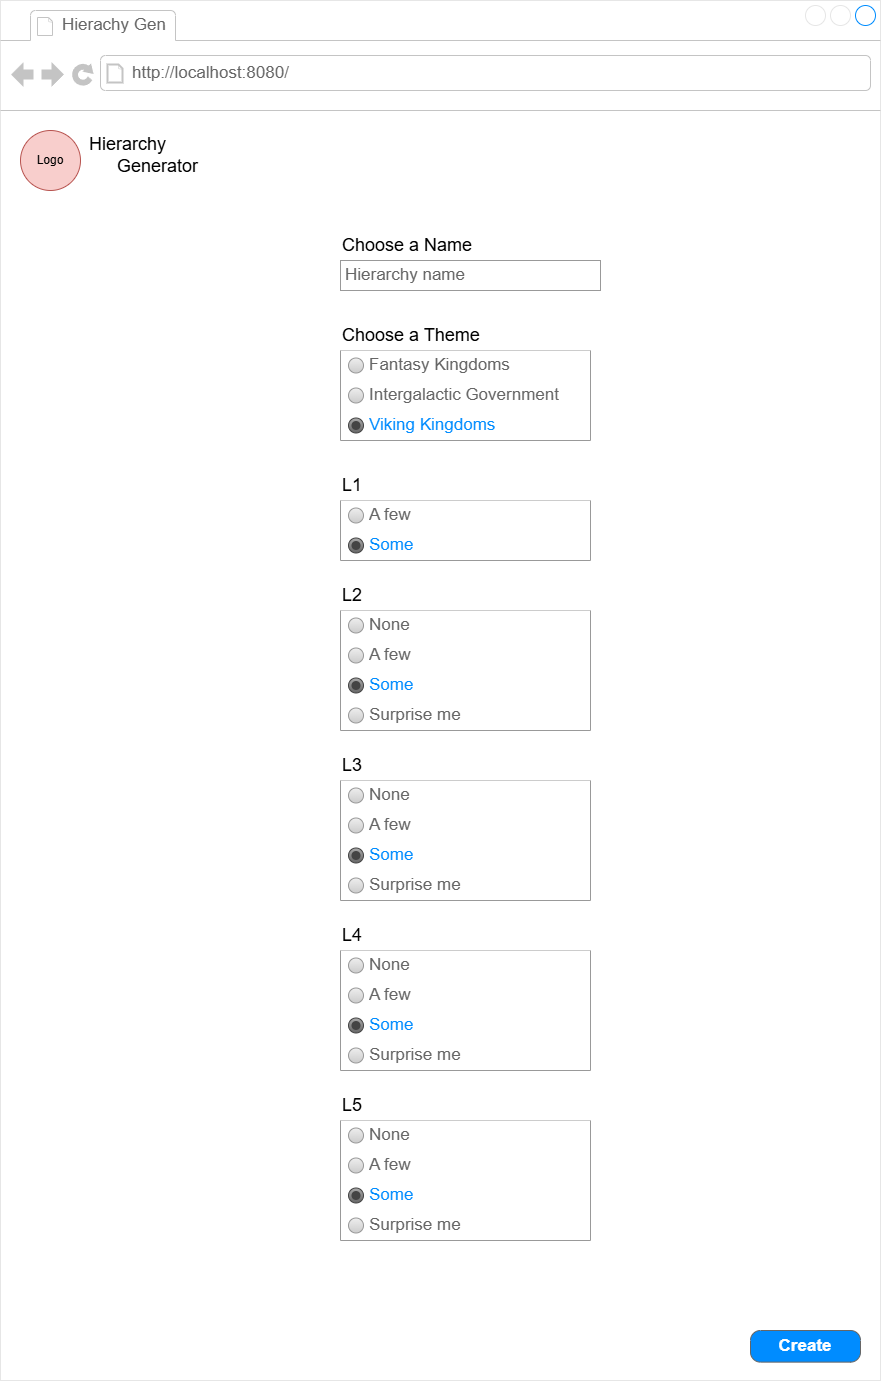 Hierachy Gen
http://localhost:8080/
Logo
Hierarchy
Generator
Choose a Name
Hierarchy name
Choose a Theme
Fantasy Kingdoms
Intergalactic Government
Viking Kingdoms
L1
A few
Some
L2
None
A few
Some
Surprise me
L3
None
A few
Some
Surprise me
L4
None
A few
Some
Surprise me
L5
None
A few
Some
Surprise me
Create